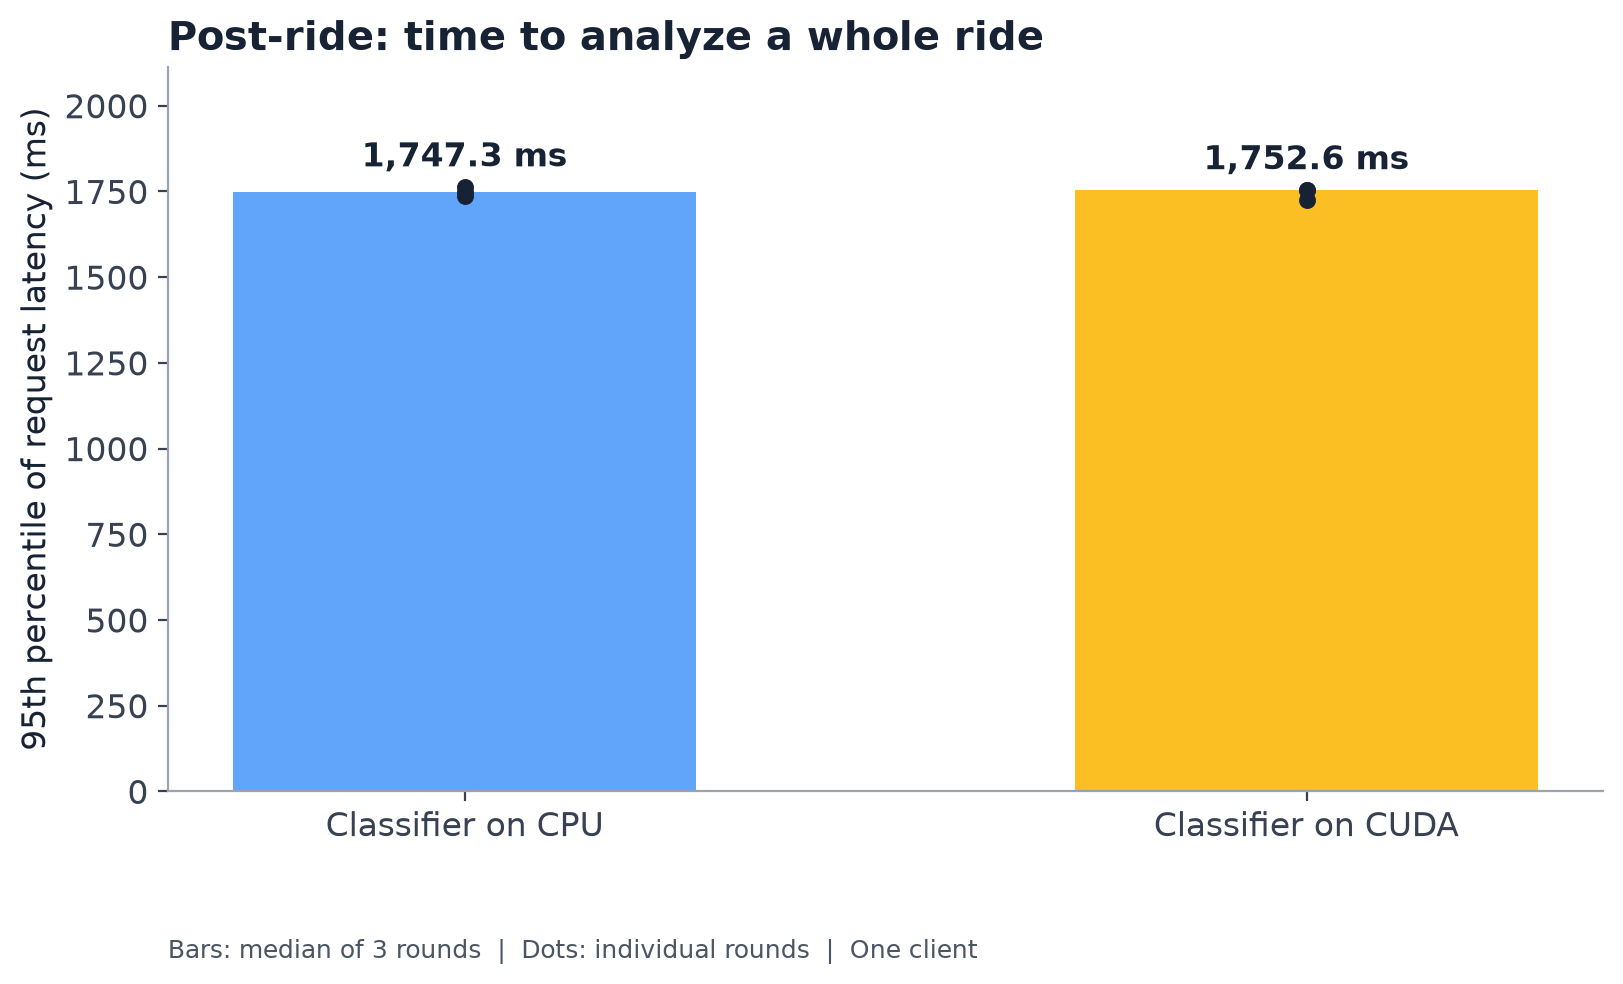 Post-ride: time to analyze a whole ride
95th percentile of request latency (ms)
2000
1750
1500
1250
1000
750
500
250
0
1,747.3 ms
1,752.6 ms
Classifier on CPU
Classifier on CUDA
Bars: median of 3 rounds | Dots: individual rounds | One client